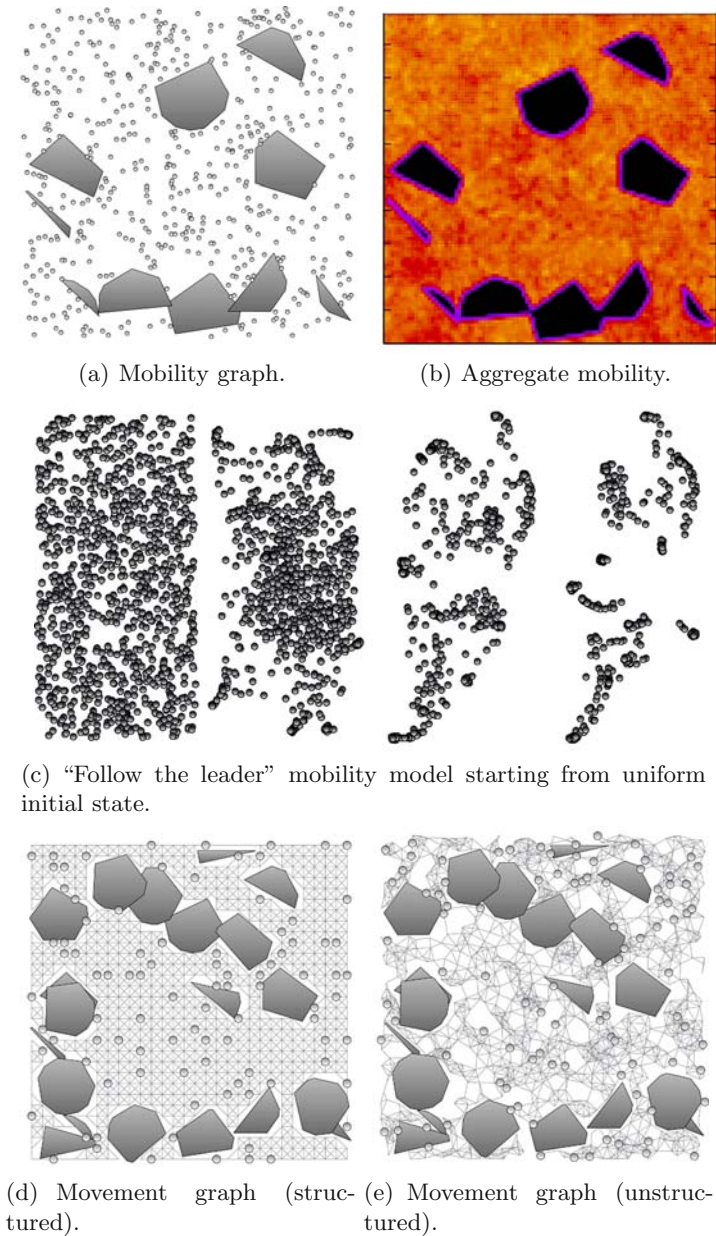 (a) Mobility graph.
(b) Aggregate mobility.
(c) “Follow the leader” mobility model starting from uniform
initial state.
(d) Movement graph (struc-
tured).
(e) Movement graph (unstruc-
tured).